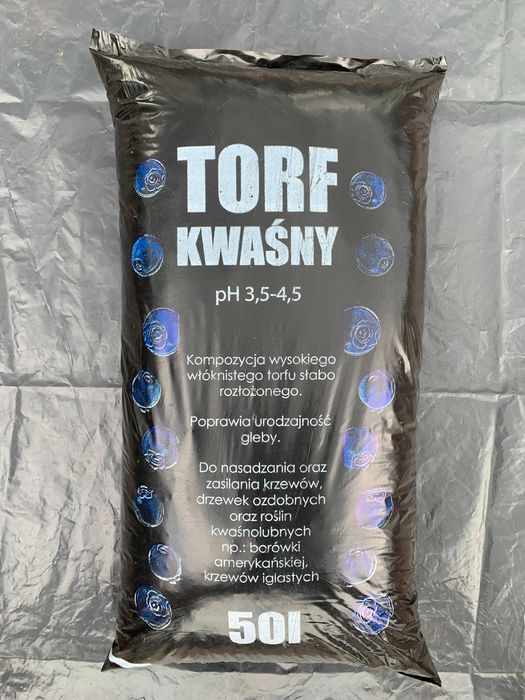 TORF
KWAŚNY
pH 3,5-4,5
Kompozycja wysokiego
włóknistego torfu słabo
rozłożonego.
Poprawia urodzajność
gleby.
Do nasadzania oraz
zasilania krzewów,
drzewek ozdobnych
oraz roślin
kwaśnolubnych
np.: borówki
amerykańskiej,
krzewów iglastych
50l